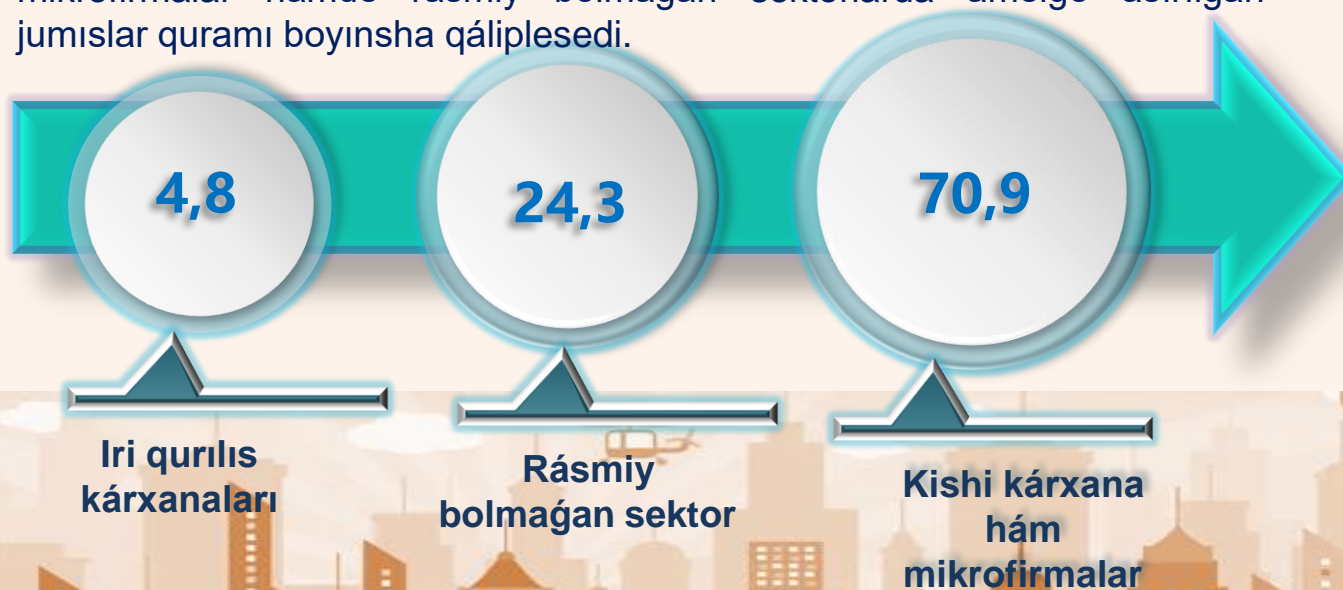 jumıslar quramı boyınsha qáliplesedi.
4,8
24,3
70,9
Iri qurılıs
kárxanaları
Rásmiy
bolmaǵan sektor
Kishi kárxana
hám
mikrofirmalar